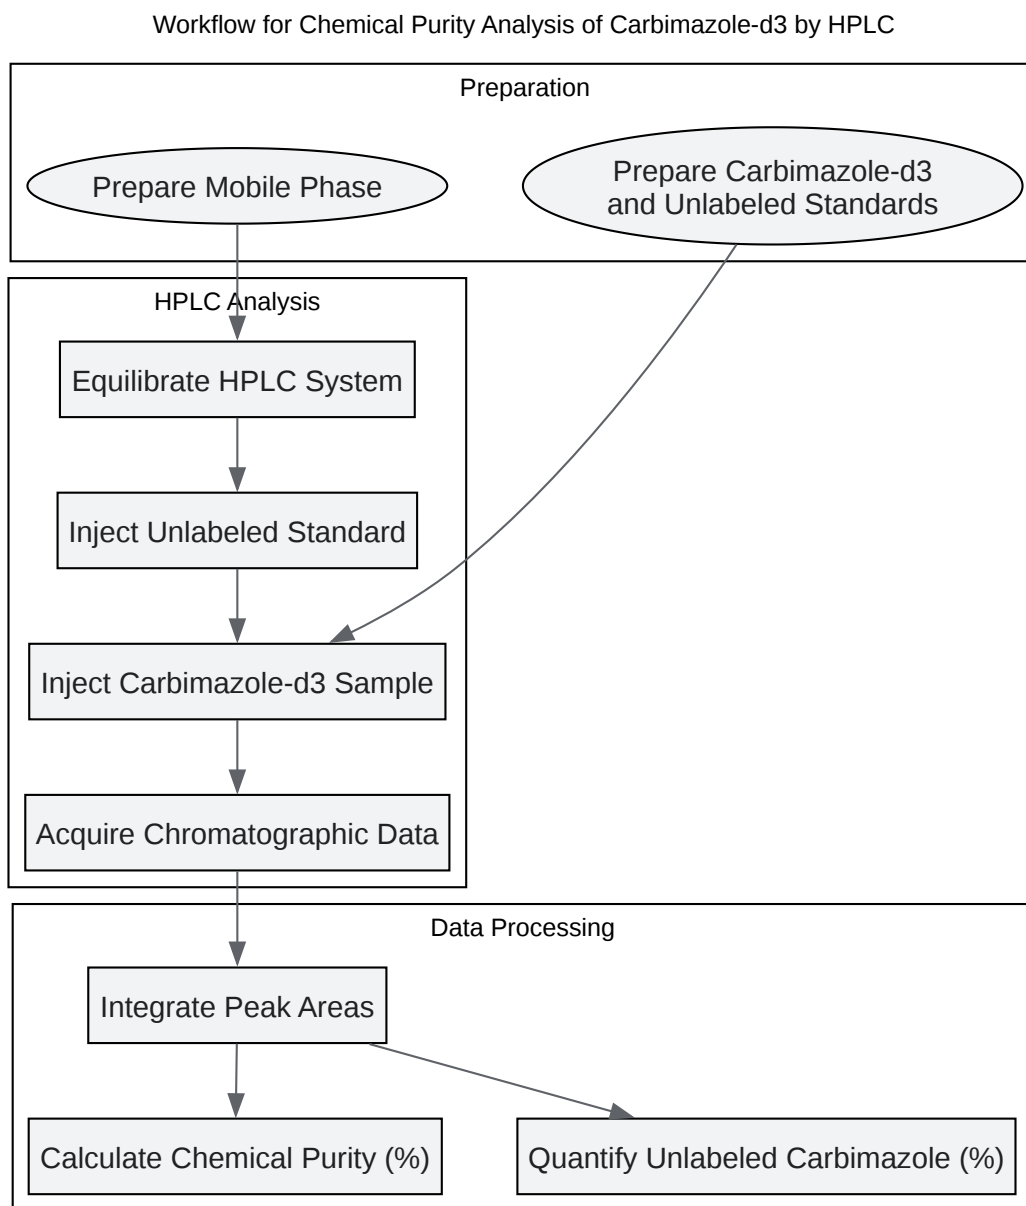 Workflow for Chemical Purity Analysis of Carbimazole-d3 by HPLC
Preparation
Prepare Mobile Phase
Prepare Carbimazole-d3
and Unlabeled Standards
HPLC Analysis
Equilibrate HPLC System
Inject Unlabeled Standard
Inject Carbimazole-d3 Sample
Acquire Chromatographic Data
Data Processing
Integrate Peak Areas
Calculate Chemical Purity (%)
Quantify Unlabeled Carbimazole (%)